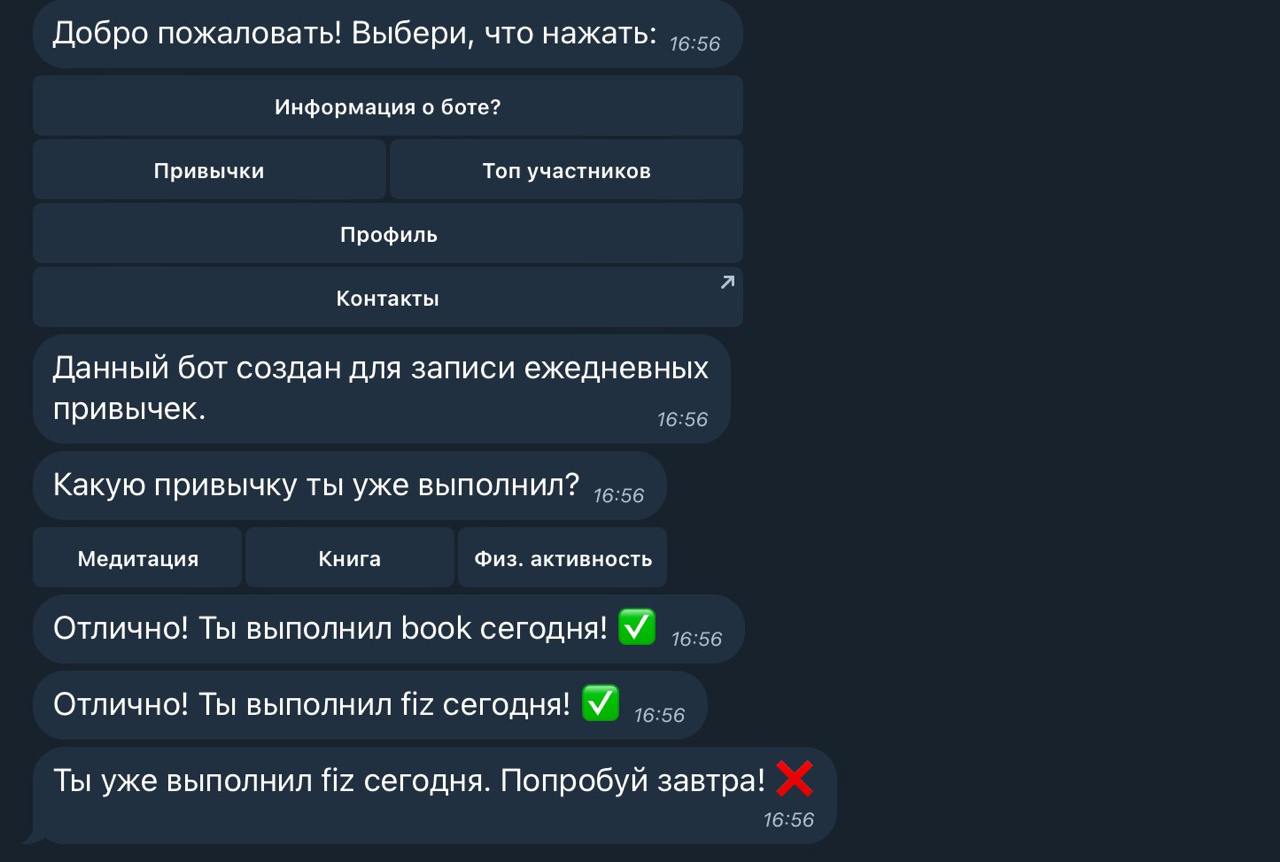 Добро пожаловать! Выбери, что нажать: 16:56
Информация о боте?
Привычки
Топ участников
Профиль
Контакты
Данный бот создан для записи ежедневных
привычек. 16:56
Какую привычку ты уже выполнил? 16:56
Медитация
Книга
Физ. активность
Отлично! Ты выполнил book сегодня! ✅ 16:56
Отлично! Ты выполнил fiz сегодня! ✅ 16:56
Ты уже выполнил fiz сегодня. Попробуй завтра! ❌
16:56